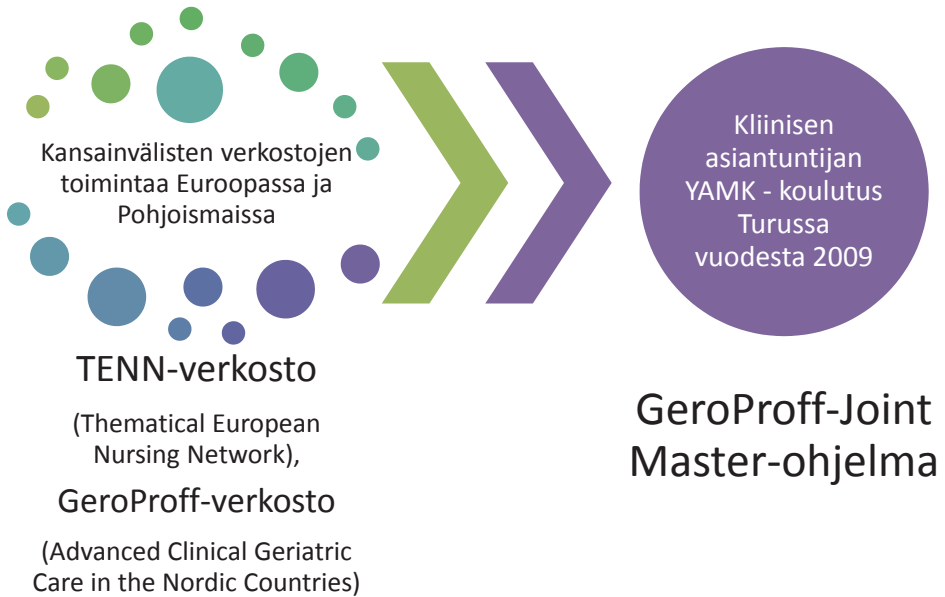 Kansainvälisten verkostojen
toimintaa Euroopassa ja
Pohjoismaissa
TENN-verkosto
(Thematical European
Nursing Network),
GeroProff-verkosto
(Advanced Clinical Geriatric
Care in the Nordic Countries)
Kliinisen
asiantuntijan
YAMK - koulutus
Turussa
vuodesta 2009
GeroProff-Joint
Master-ohjelma